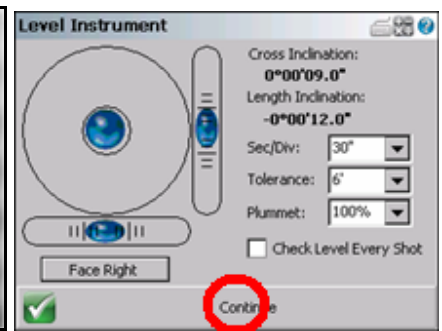 Level Instrument
Cross Inclination:
0°00'09.0"
Length Inclination:
-0°00'12.0"
Sec/Div: 30"
Tolerance: 6'
Plummet: 100%
Check Level Every Shot
Face Right
Continue